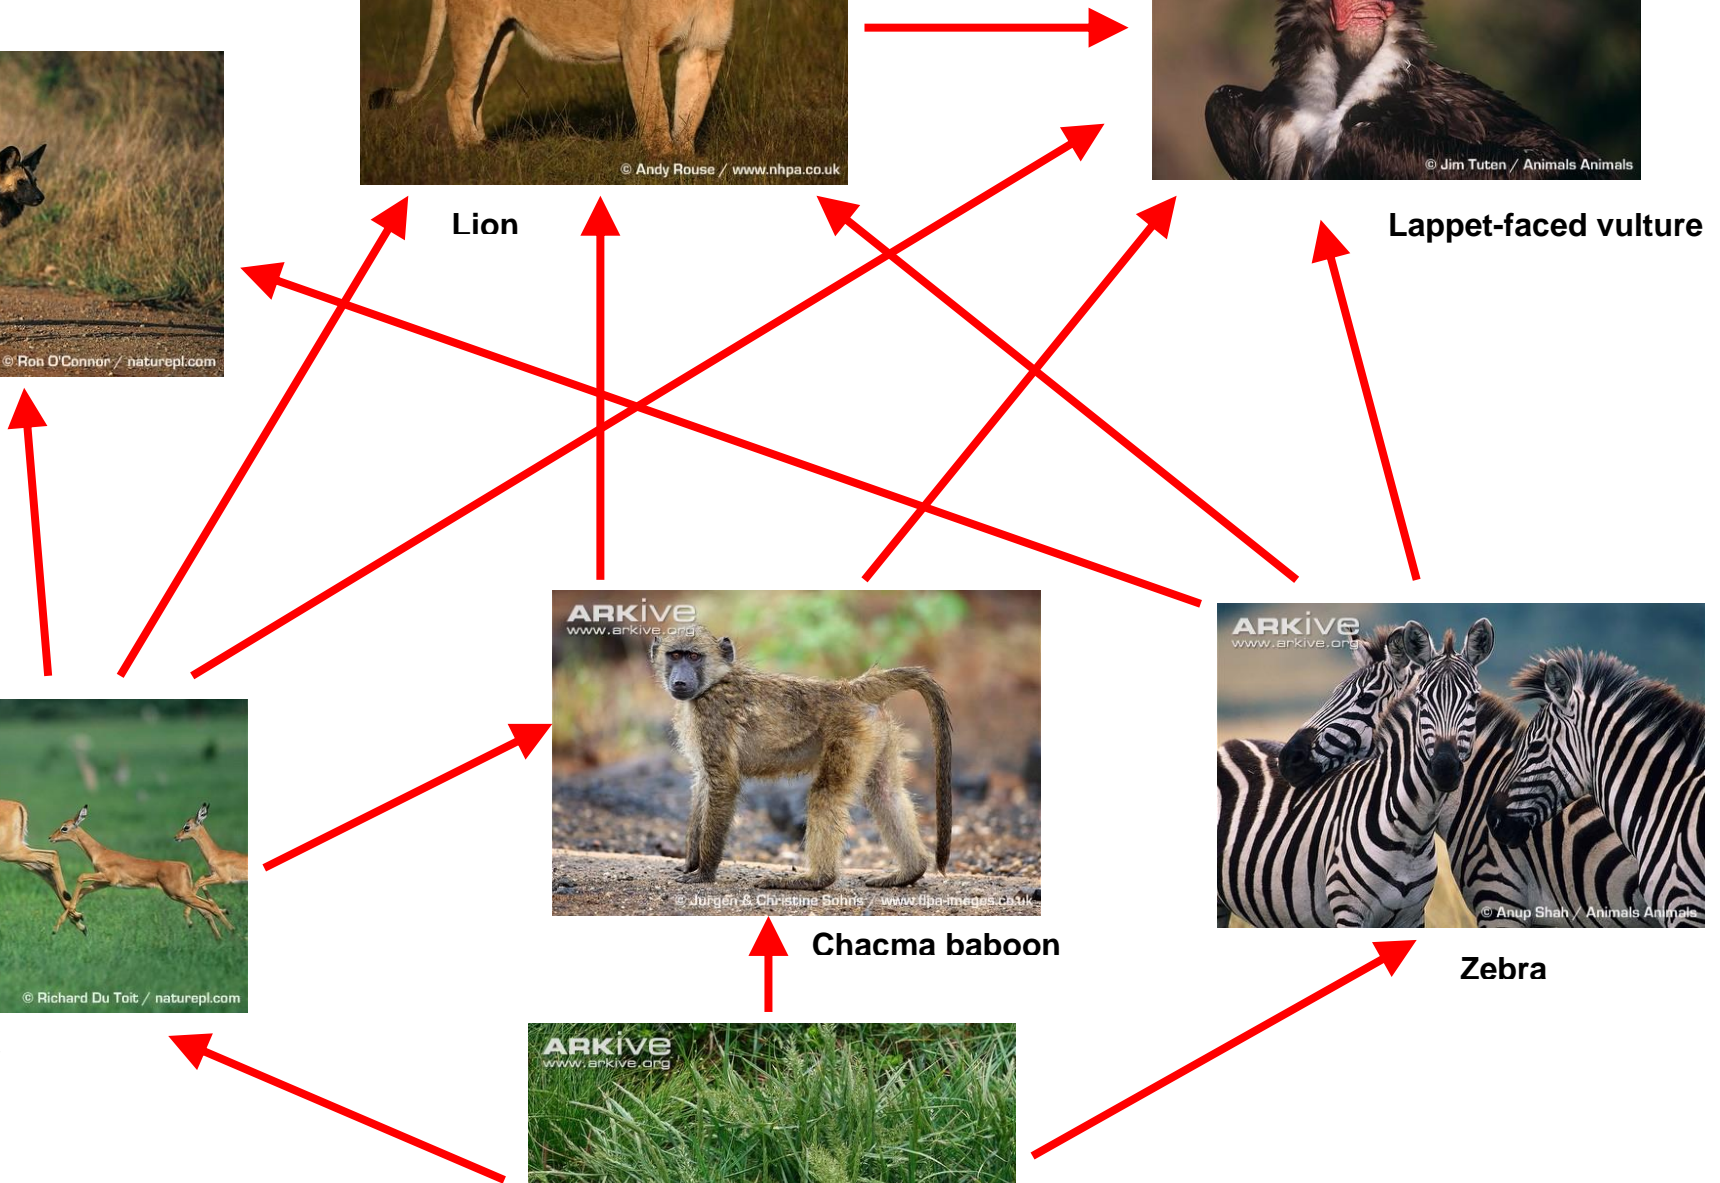 © Andy Rouse / www.nhpa.co.uk
© Jim Tuten / Animals Animals
Lion
Lappet-faced vulture
© Ron O'Connor / naturepl.com
ARKive
www.arkive.org
ARKive
www.arkive.org
© Jurgen & Christine Sohns / www.flpa-images.co.uk
© Anup Shah / Animals Animals
Chacma baboon
Zebra
© Richard Du Toit / naturepl.com
ARKive
www.arkive.org